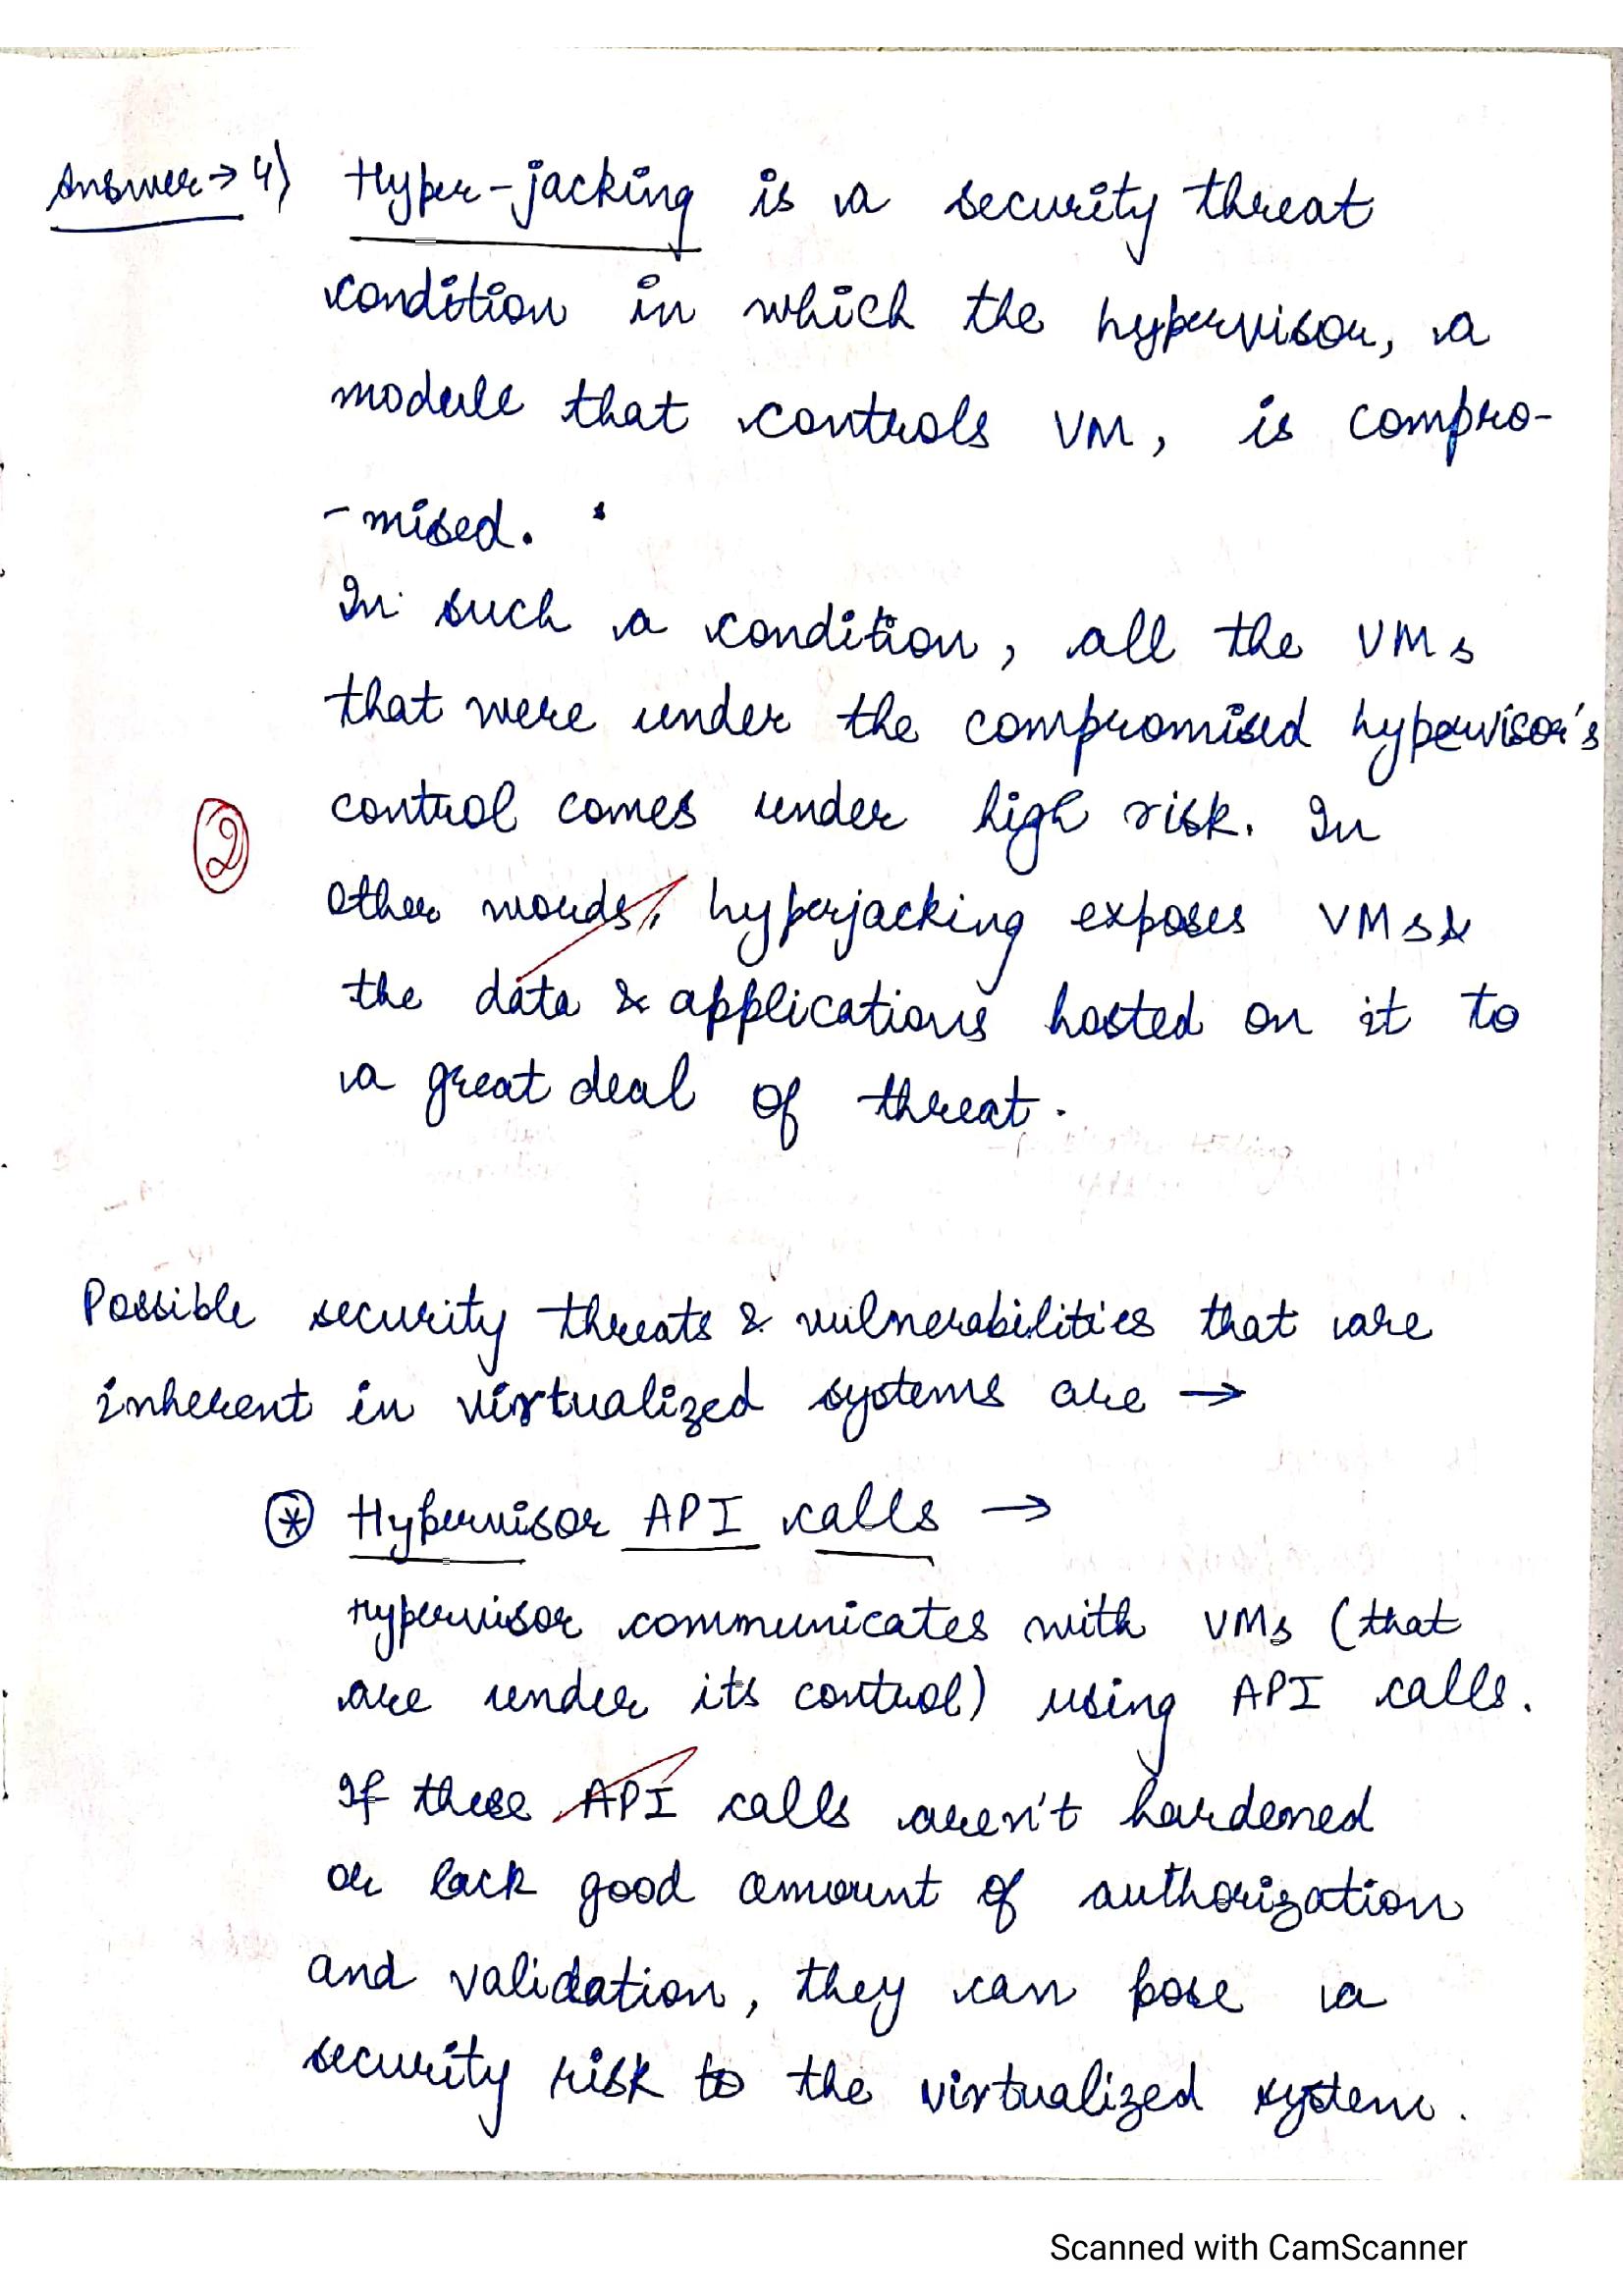 Answer → 4) Hyper-jacking is a security threat
condition in which the hypervisor, a
module that controls VM, is compro-
-mised.
In such a condition, all the VMs
that were under the compromised hypervisor's
control comes under high risk. In
②
other words, hyperjacking exposes VMs &
the data & applications hosted on it to
a great deal of threat.
Possible security threats & vulnerabilities that are
inherent in virtualized systems are →
⊛ Hypervisor API calls →
Hypervisor communicates with VMs (that
are under its control) using API calls.
If these API calls aren't hardened
or lack good amount of authorization
and validation, they can pose a
security risk to the virtualized system.
Scanned with CamScanner